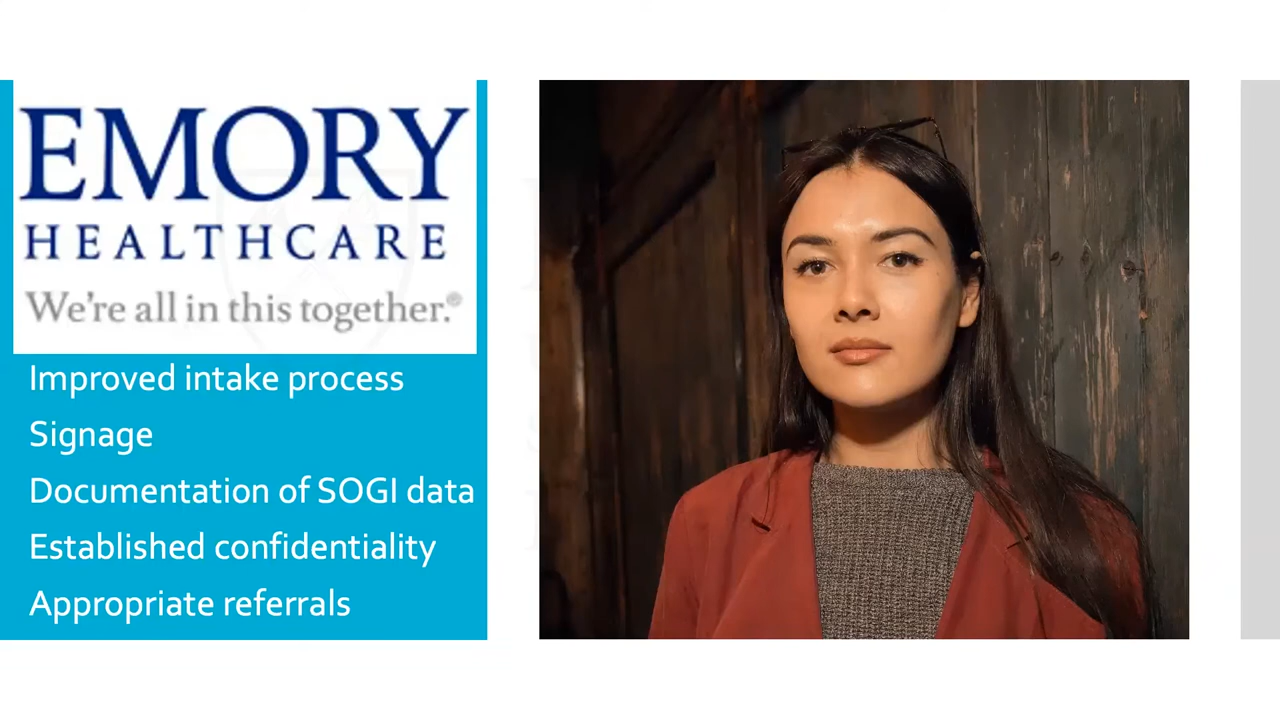 EMORY
HEALTHCARE
We're all in this together.®
Improved intake process
Signage
Documentation of SOGI data
Established confidentiality
Appropriate referrals